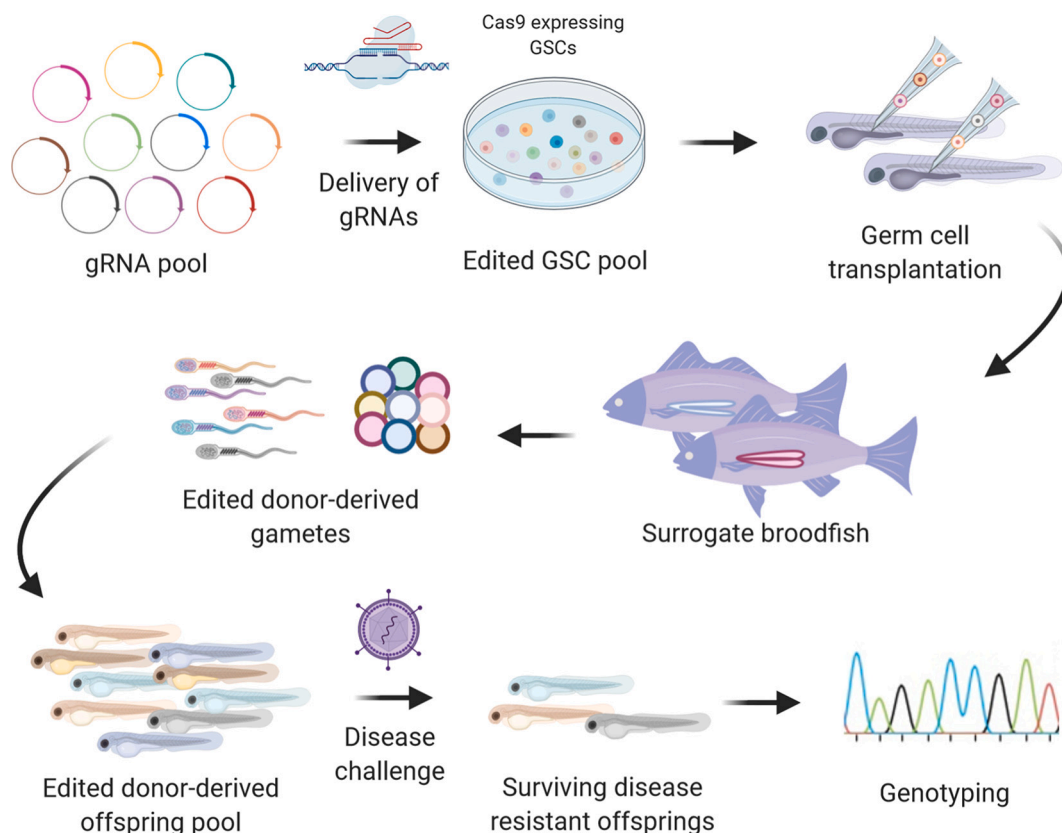 Cas9 expressing
GSCs
Delivery of
gRNAs
gRNA pool
Edited GSC pool
Germ cell
transplantation
Edited donor-derived
gametes
Surrogate broodfish
Disease
challenge
Edited donor-derived
offspring pool
Surviving disease
resistant offsprings
Genotyping